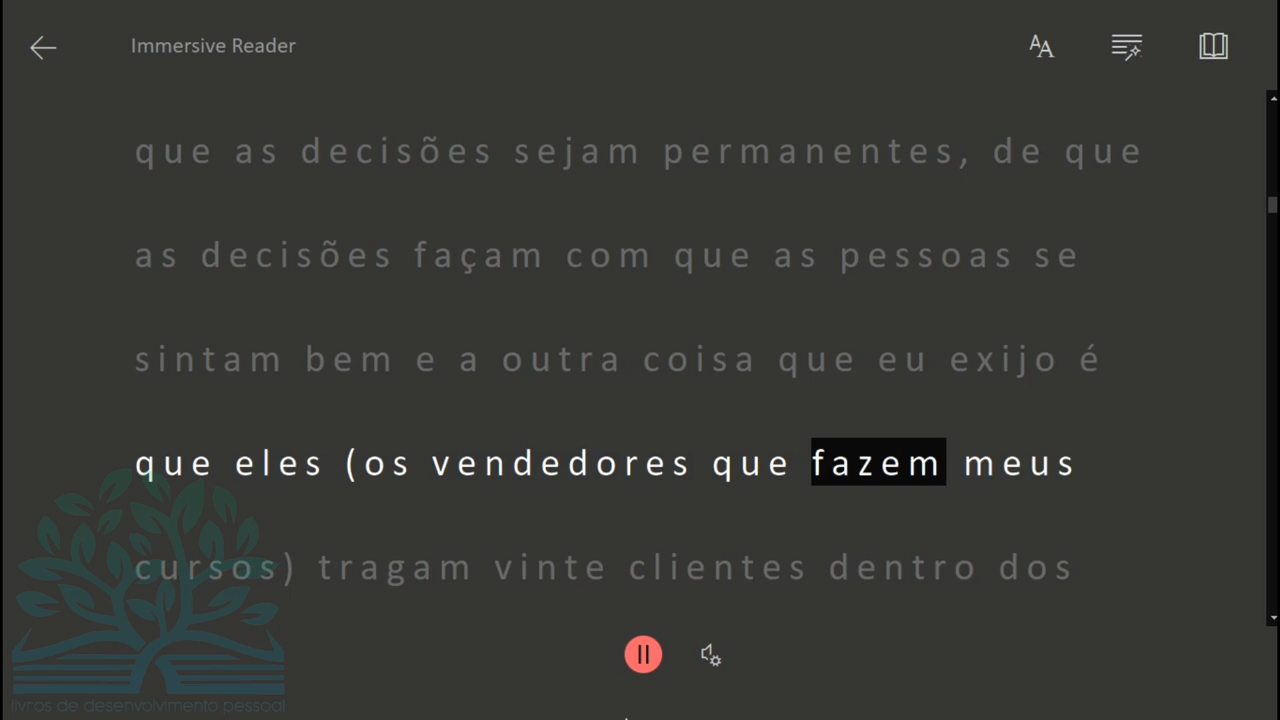 Immersive Reader
que as decisões sejam permanentes, de que
as decisões façam com que as pessoas se
sintam bem e a outra coisa que eu exijo é
que eles (os vendedores que fazem meus
cursos) tragam vinte clientes dentro dos
livros de desenvolvimento pessoal